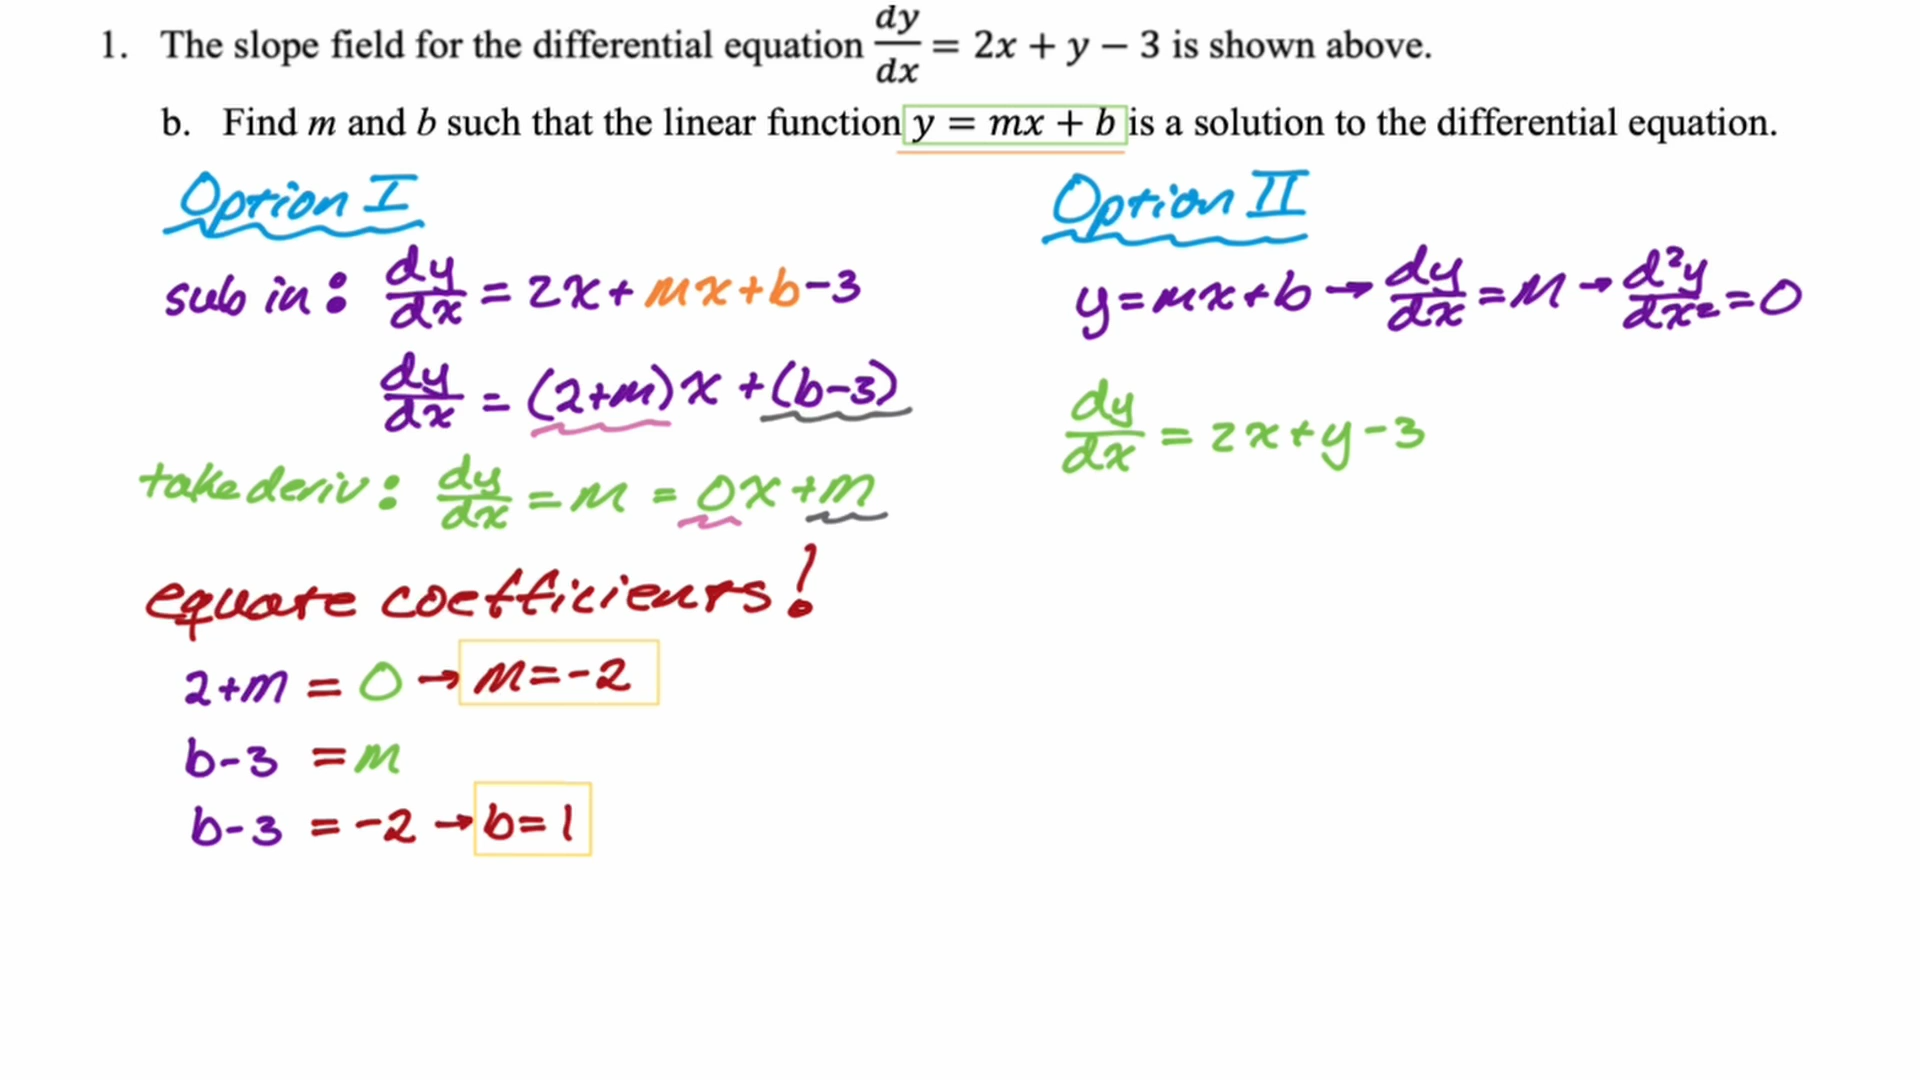 1. The slope field for the differential equation dy/dx = 2x + y − 3 is shown above.
b. Find m and b such that the linear function y = mx + b is a solution to the differential equation.
Option I
sub in: dy/dx = 2x + mx + b - 3
dy/dx = (2+m)x + (b-3)
take deriv: dy/dx = m = 0x + m
equate coefficients!
2+m = 0 → m = -2
b-3 = m
b-3 = -2 → b = 1
Option II
y = mx + b → dy/dx = m → d²y/dx² = 0
dy/dx = 2x + y - 3